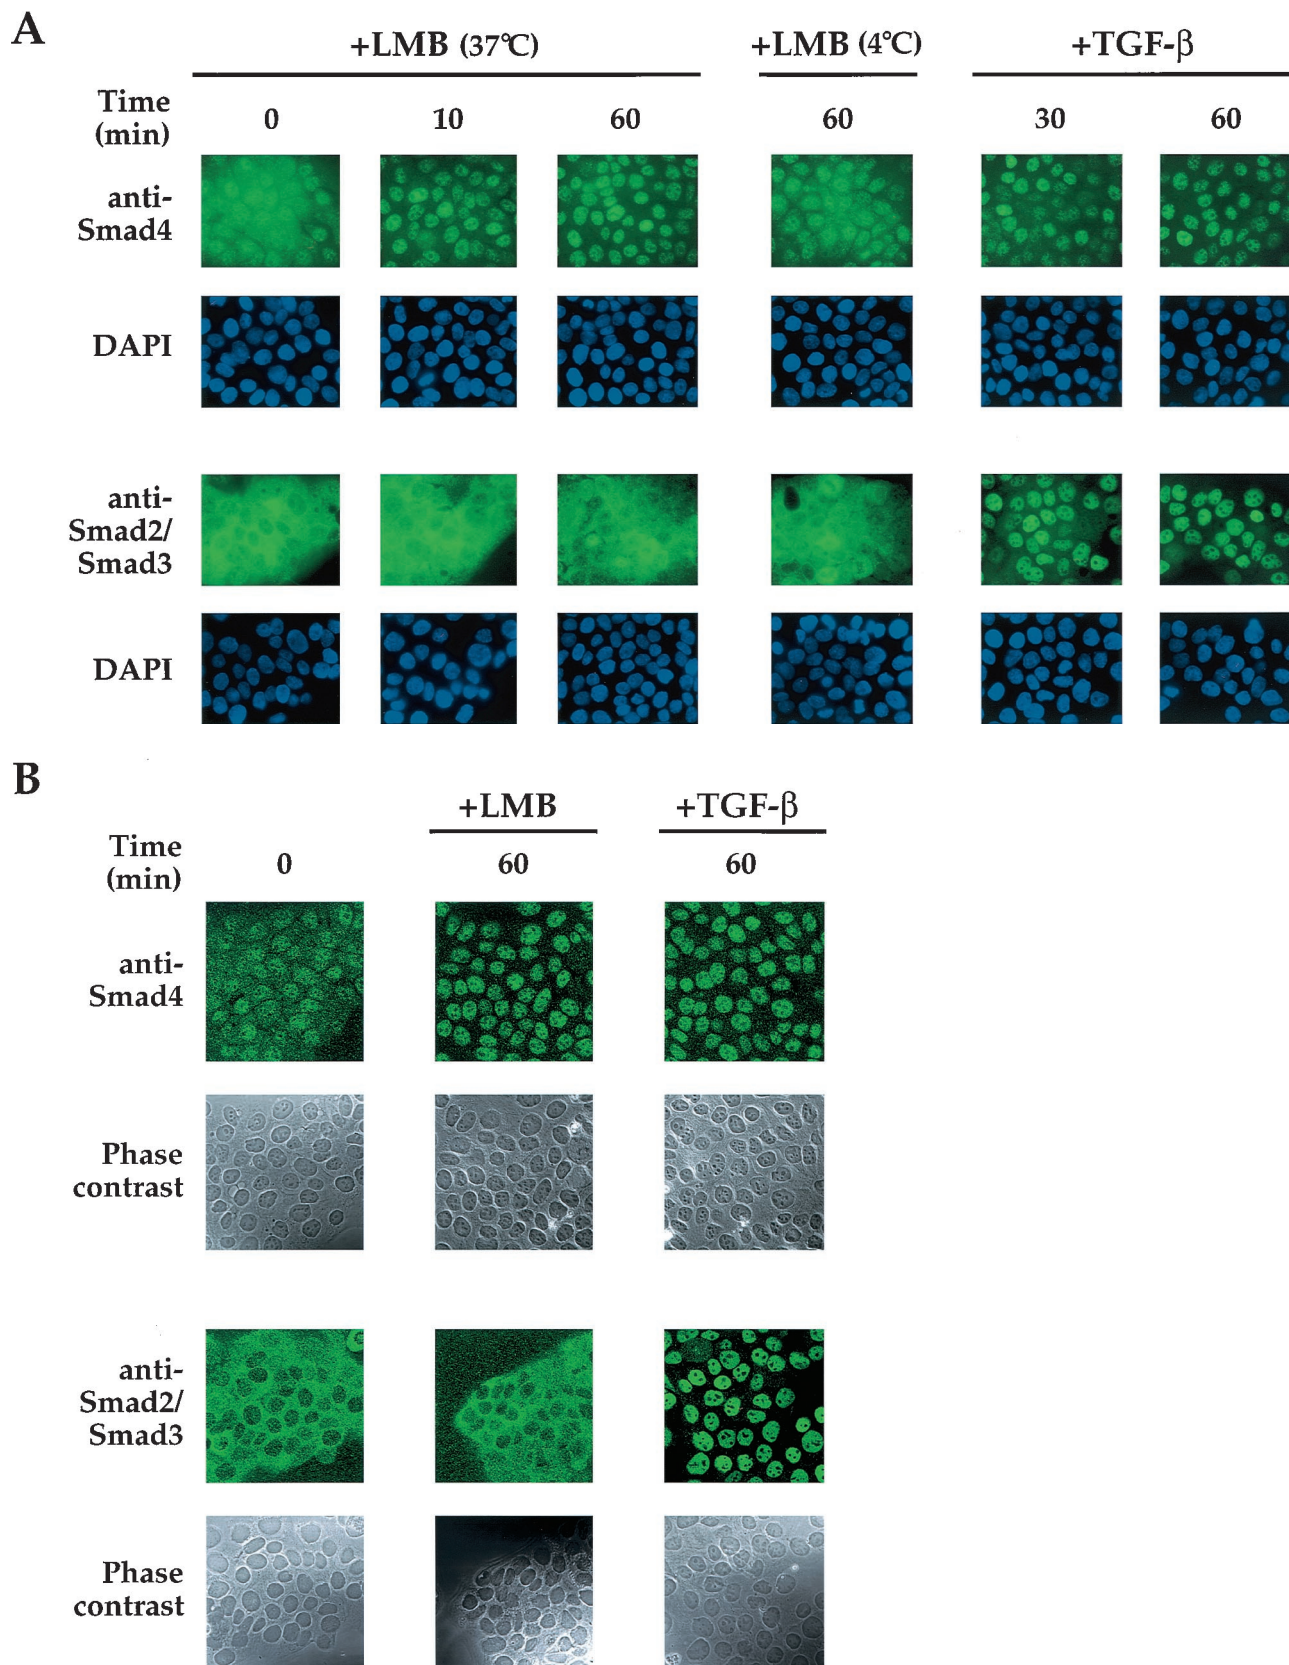 A
+LMB (37°C)
+LMB (4°C)
+TGF-β
Time
(min)
0
10
60
60
30
60
anti-
Smad4
DAPI
anti-
Smad2/
Smad3
DAPI
B
+LMB
+TGF-β
Time
(min)
0
60
60
anti-
Smad4
Phase
contrast
anti-
Smad2/
Smad3
Phase
contrast